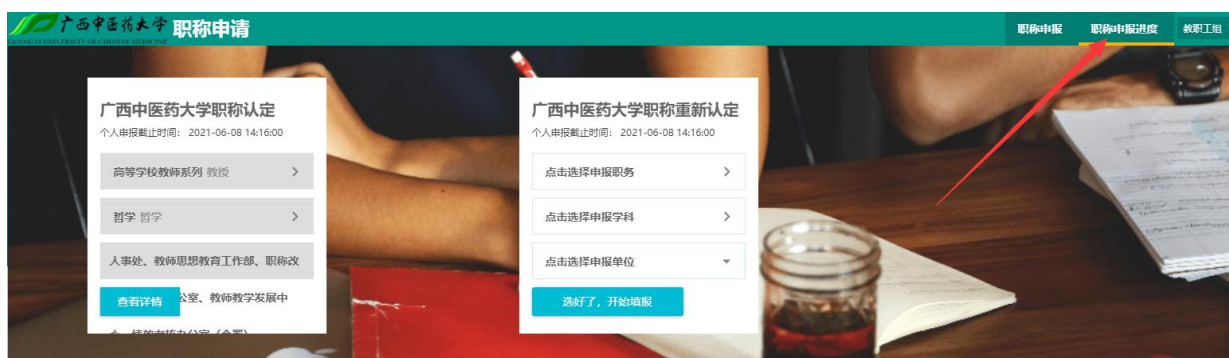 广西中医药大学 职称申请
GUANGXI UNIVERSITY OF CHINESE MEDICINE
职称申报
职称申报进度
教职工组
广西中医药大学职称认定
个人申报截止时间: 2021-06-08 14:16:00
高等学校教师系列 教授
哲学 哲学
人事处、教师思想教育工作部、职称改
查看详情
公室、教师教学发展中
广西中医药大学职称重新认定
个人申报截止时间: 2021-06-08 14:16:00
点击选择申报职务
点击选择申报学科
点击选择申报单位
选好了，开始填报